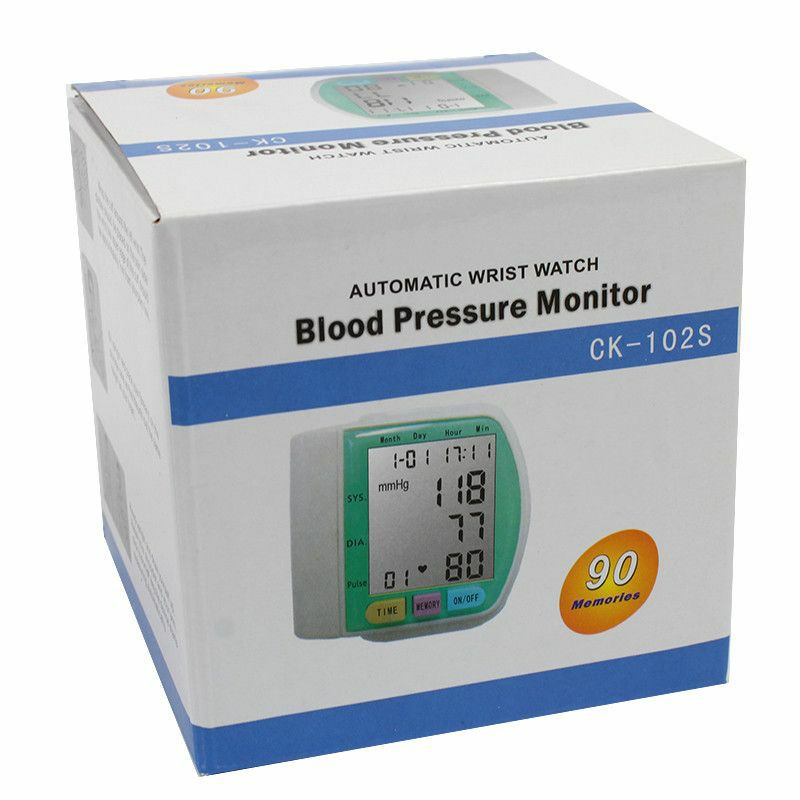 90
Memories
CK-102S
AUTOMATIC WRIST WATCH
Blood Pressure Monitor
AUTOMATIC WRIST WATCH
Blood Pressure Monitor
CK-102S
Month Day Hour Min
1-01 17:11
mmHg
SYS. 118
DIA. 77
Pulse 01 ♥ 80
TIME MEMORY ON/OFF
90
Memories